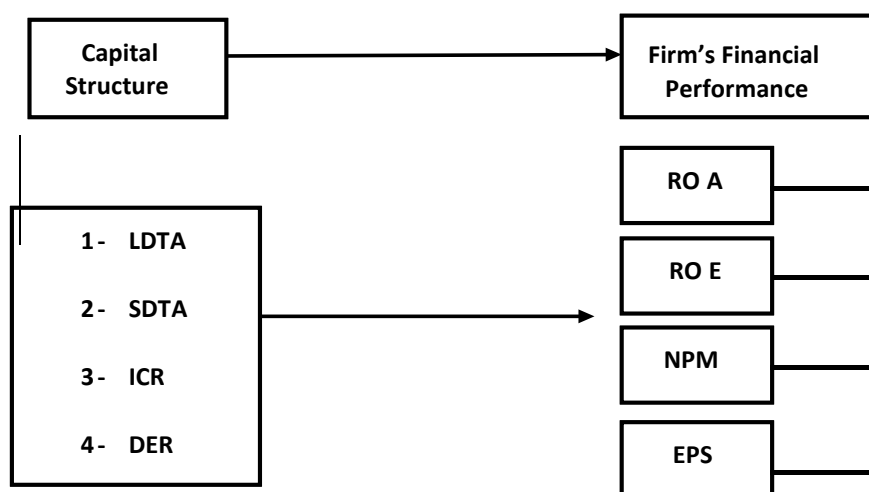 Capital
Structure
Firm’s Financial
Performance
1- LDTA
2- SDTA
3- ICR
4- DER
RO A
RO E
NPM
EPS